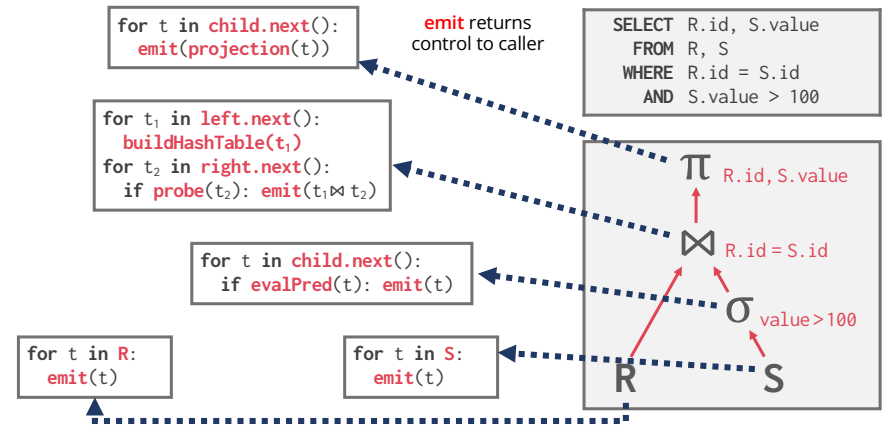 for t in child.next():
emit(projection(t))
emit returns
control to caller
SELECT R.id, S.value
FROM R, S
WHERE R.id = S.id
AND S.value > 100
for t₁ in left.next():
buildHashTable(t₁)
for t₂ in right.next():
if probe(t₂): emit(t₁⋈t₂)
π R.id, S.value
⋈ R.id = S.id
for t in child.next():
if evalPred(t): emit(t)
σ value>100
for t in R:
emit(t)
for t in S:
emit(t)
R
S